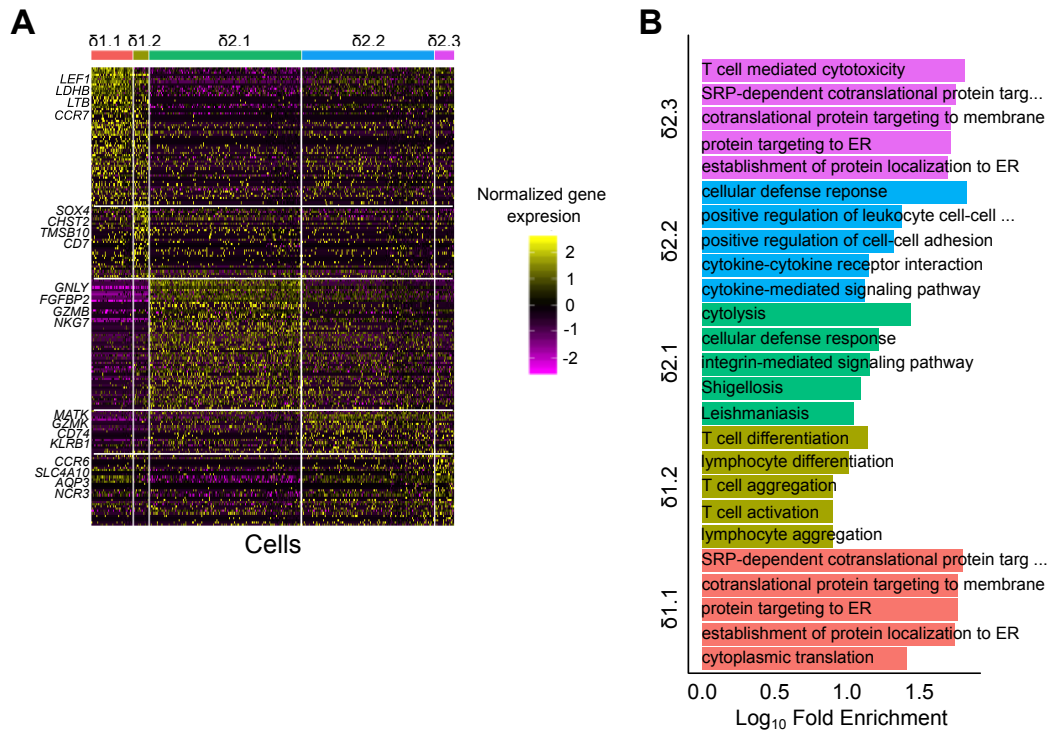 A
δ1.1 δ1.2 δ2.1 δ2.2 δ2.3
LEF1
LDHB
LTB
CCR7
SOX4
CHST2
TMSB10
CD7
GNLY
FGFBP2
GZMB
NKG7
MATK
GZMK
CD74
KLRB1
CCR6
SLC4A10
AQP3
NCR3
Cells
Normalized gene
expresion
2
1
0
-1
-2
B
δ2.3
T cell mediated cytotoxicity
SRP-dependent cotranslational protein targ...
cotranslational protein targeting to membrane
protein targeting to ER
establishment of protein localization to ER
δ2.2
cellular defense reponse
positive regulation of leukocyte cell-cell ...
positive regulation of cell-cell adhesion
cytokine-cytokine receptor interaction
cytokine-mediated signaling pathway
δ2.1
cytolysis
cellular defense response
integrin-mediated signaling pathway
Shigellosis
Leishmaniasis
δ1.2
T cell differentiation
lymphocyte differentiation
T cell aggregation
T cell activation
lymphocyte aggregation
δ1.1
SRP-dependent cotranslational protein targ ...
cotranslational protein targeting to membrane
protein targeting to ER
establishment of protein localization to ER
cytoplasmic translation
0.0 0.5 1.0 1.5
Log₁₀ Fold Enrichment